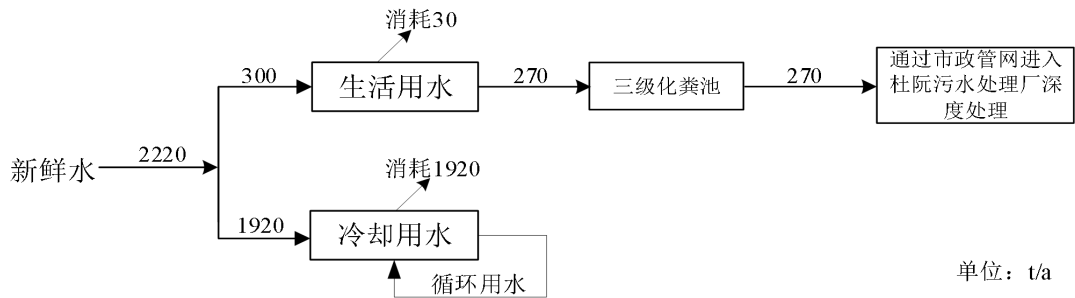 消耗30
300
生活用水
270
三级化粪池
270
通过市政管网进入
杜阮污水处理厂深
度处理
新鲜水
2220
消耗1920
1920
冷却用水
循环用水
单位：t/a